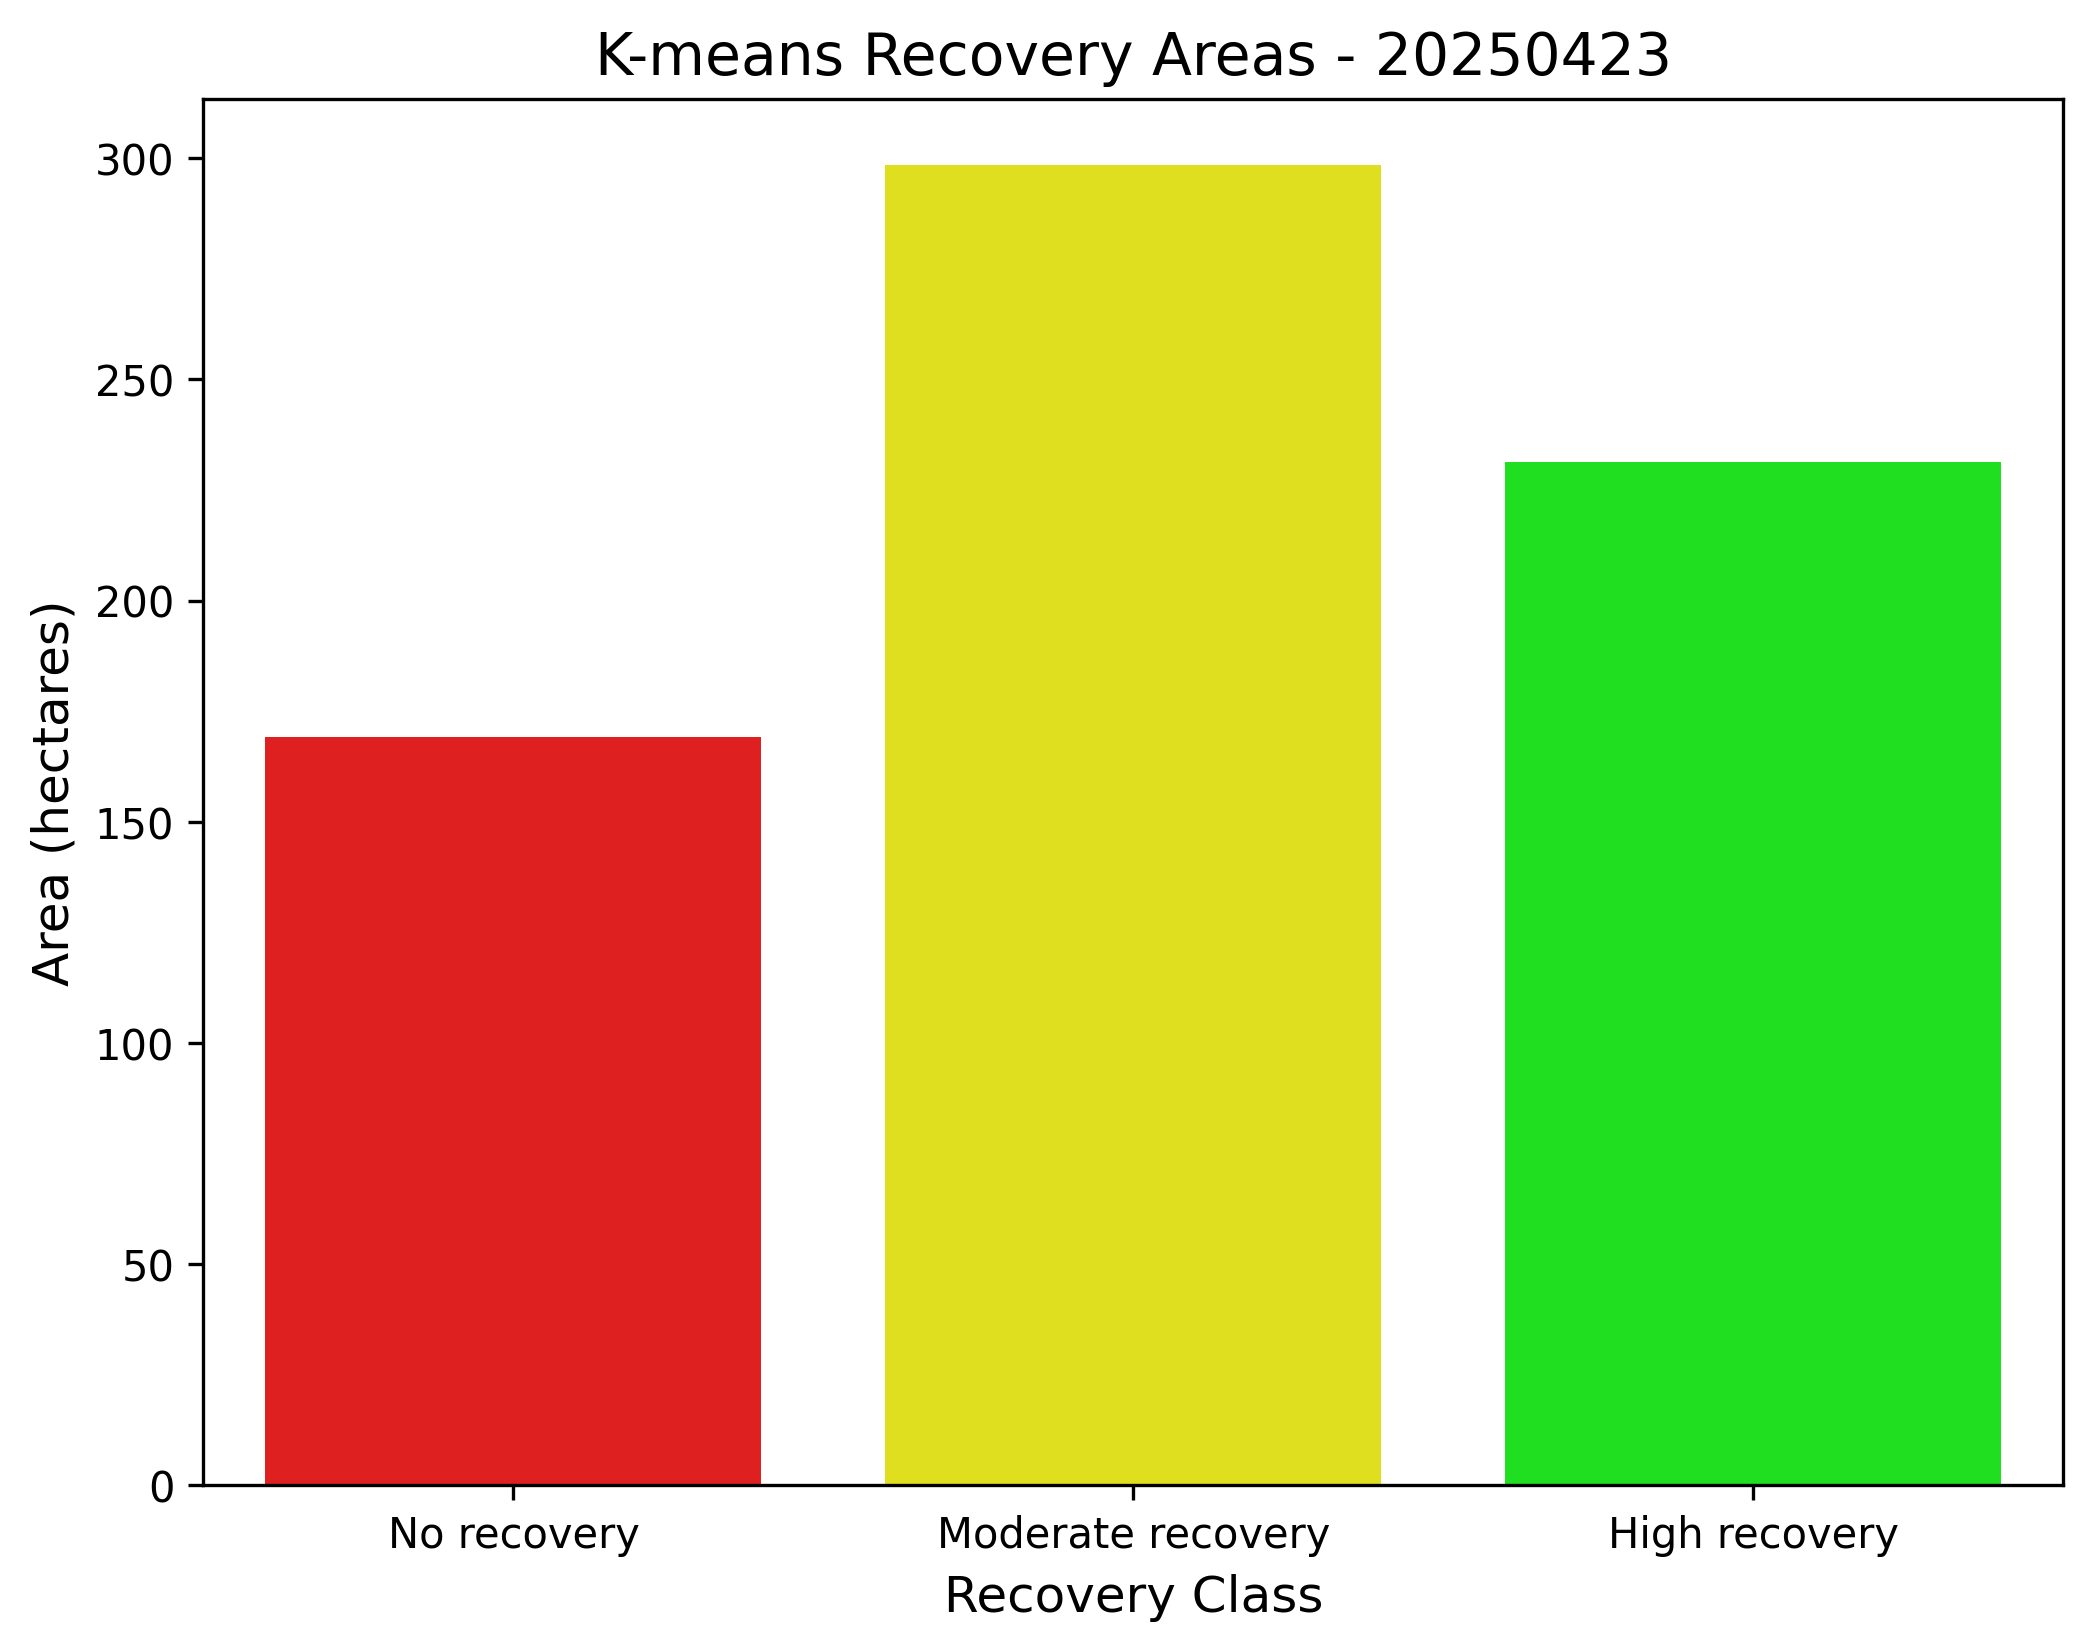 K-means Recovery Areas - 20250423
Area (hectares)
300
250
200
150
100
50
0
No recovery
Moderate recovery
High recovery
Recovery Class